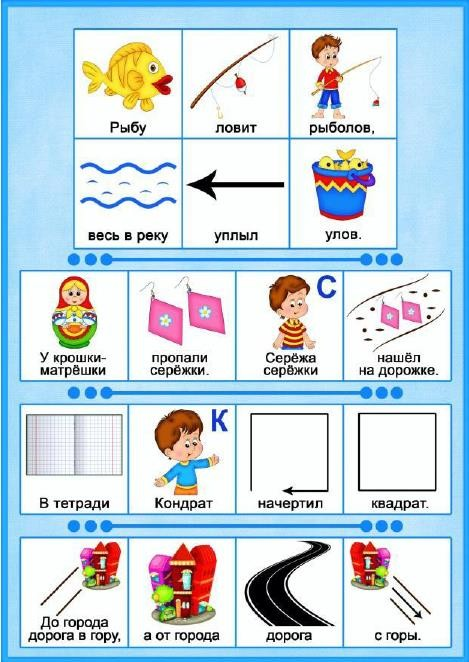 Рыбу ловит рыболов,
весь в реку уплыл улов.
С
У крошки-
матрёшки
пропали
серёжки.
Серёжа
серёжки
нашёл
на дорожке.
К
В тетради Кондрат начертил квадрат.
До города
дорога в гору,
а от города дорога с горы.